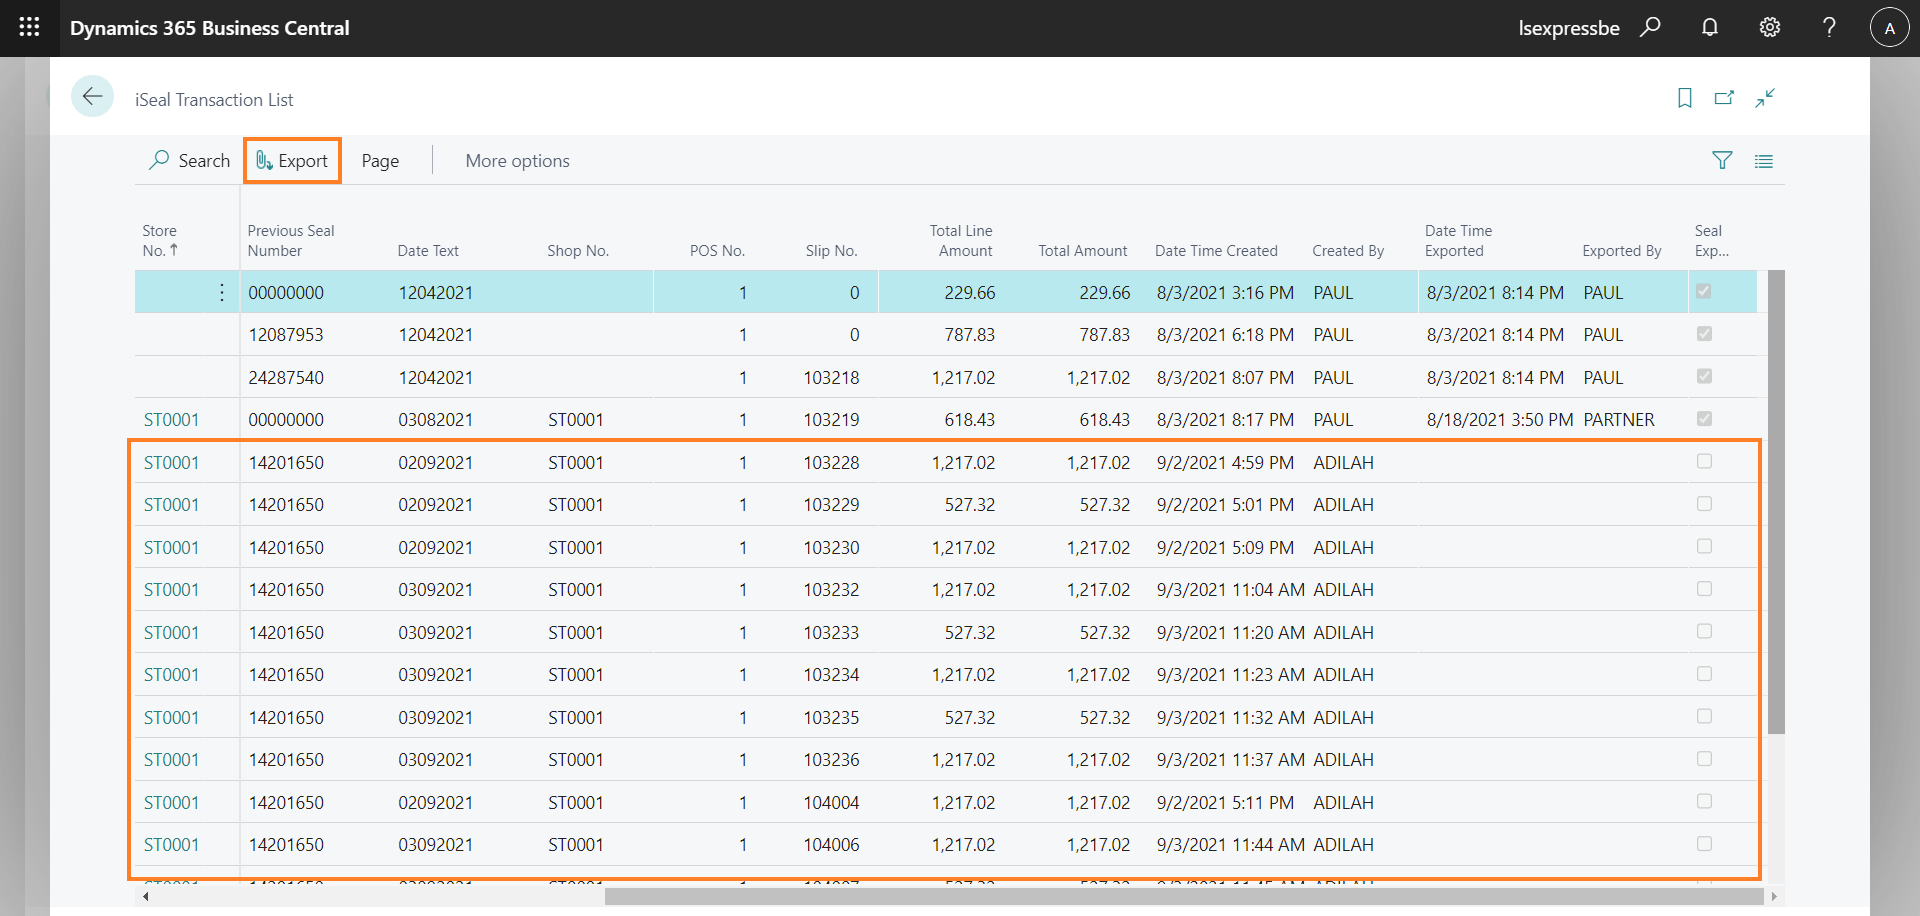 Dynamics 365 Business Central lsexpressbe ? A
iSeal Transaction List
Search Export Page More options
Store No.↑ Previous Seal Number Date Text Shop No. POS No. Slip No. Total Line Amount Total Amount Date Time Created Created By Date Time Exported Exported By Seal Exp...
00000000 12042021 1 0 229.66 229.66 8/3/2021 3:16 PM PAUL 8/3/2021 8:14 PM PAUL
12087953 12042021 1 0 787.83 787.83 8/3/2021 6:18 PM PAUL 8/3/2021 8:14 PM PAUL
24287540 12042021 1 103218 1,217.02 1,217.02 8/3/2021 8:07 PM PAUL 8/3/2021 8:14 PM PAUL
ST0001 00000000 03082021 ST0001 1 103219 618.43 618.43 8/3/2021 8:17 PM PAUL 8/18/2021 3:50 PM PARTNER
ST0001 14201650 02092021 ST0001 1 103228 1,217.02 1,217.02 9/2/2021 4:59 PM ADILAH
ST0001 14201650 02092021 ST0001 1 103229 527.32 527.32 9/2/2021 5:01 PM ADILAH
ST0001 14201650 02092021 ST0001 1 103230 1,217.02 1,217.02 9/2/2021 5:09 PM ADILAH
ST0001 14201650 03092021 ST0001 1 103232 1,217.02 1,217.02 9/3/2021 11:04 AM ADILAH
ST0001 14201650 03092021 ST0001 1 103233 527.32 527.32 9/3/2021 11:20 AM ADILAH
ST0001 14201650 03092021 ST0001 1 103234 1,217.02 1,217.02 9/3/2021 11:23 AM ADILAH
ST0001 14201650 03092021 ST0001 1 103235 527.32 527.32 9/3/2021 11:32 AM ADILAH
ST0001 14201650 03092021 ST0001 1 103236 1,217.02 1,217.02 9/3/2021 11:37 AM ADILAH
ST0001 14201650 02092021 ST0001 1 104004 1,217.02 1,217.02 9/2/2021 5:11 PM ADILAH
ST0001 14201650 03092021 ST0001 1 104006 1,217.02 1,217.02 9/3/2021 11:44 AM ADILAH